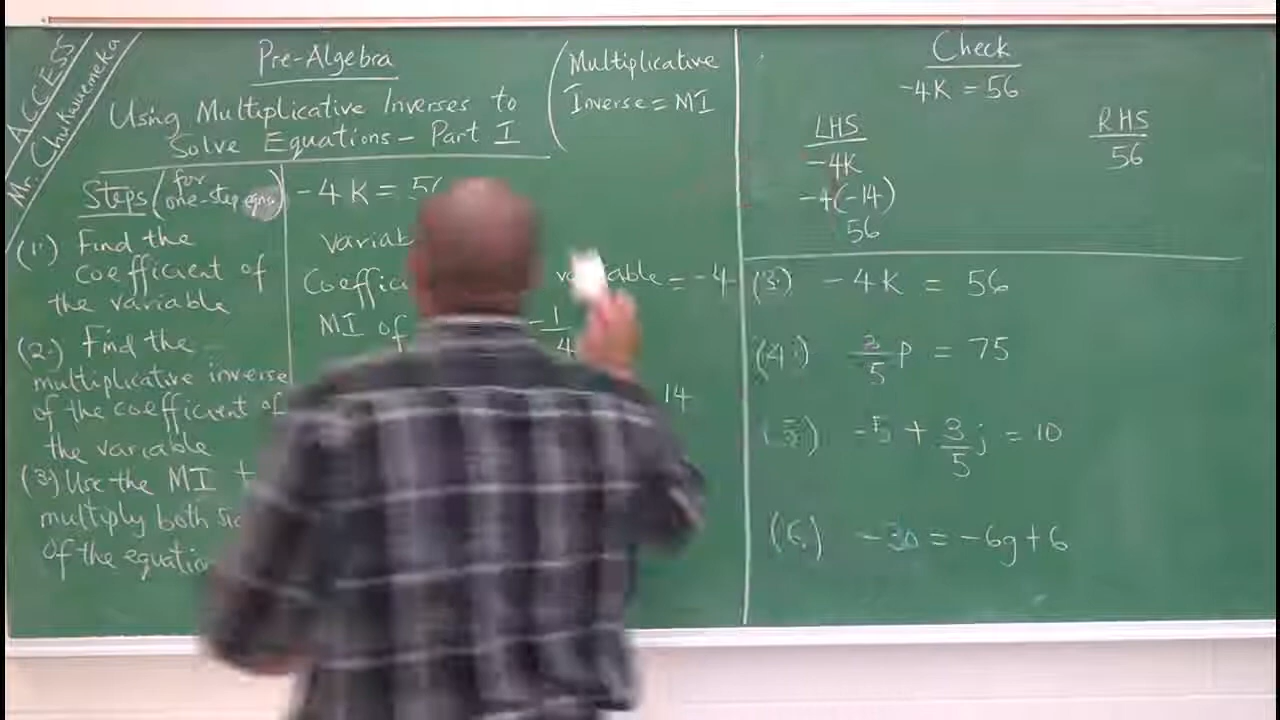 ACCESS
Mr. Chukwuemeka
Pre-Algebra
Using Multiplicative Inverses to
Solve Equations - Part I
(Multiplicative
Inverse = MI
Steps (for one-step eqns)
(1.) Find the
coefficient of
the variable
(2.) Find the
multiplicative inverse
of the coefficient of
the variable
(3.) Use the MI
multiply both
of the
-4K = 56
MI of
-1/4
variable = -4
14
Check
-4K = 56
LHS
-4K
-4(-14)
56
RHS
56
(3.) -4K = 56
(4.) 3/5 p = 75
(5.) -5 + 3/5 j = 10
(6.) -30 = -6g + 6